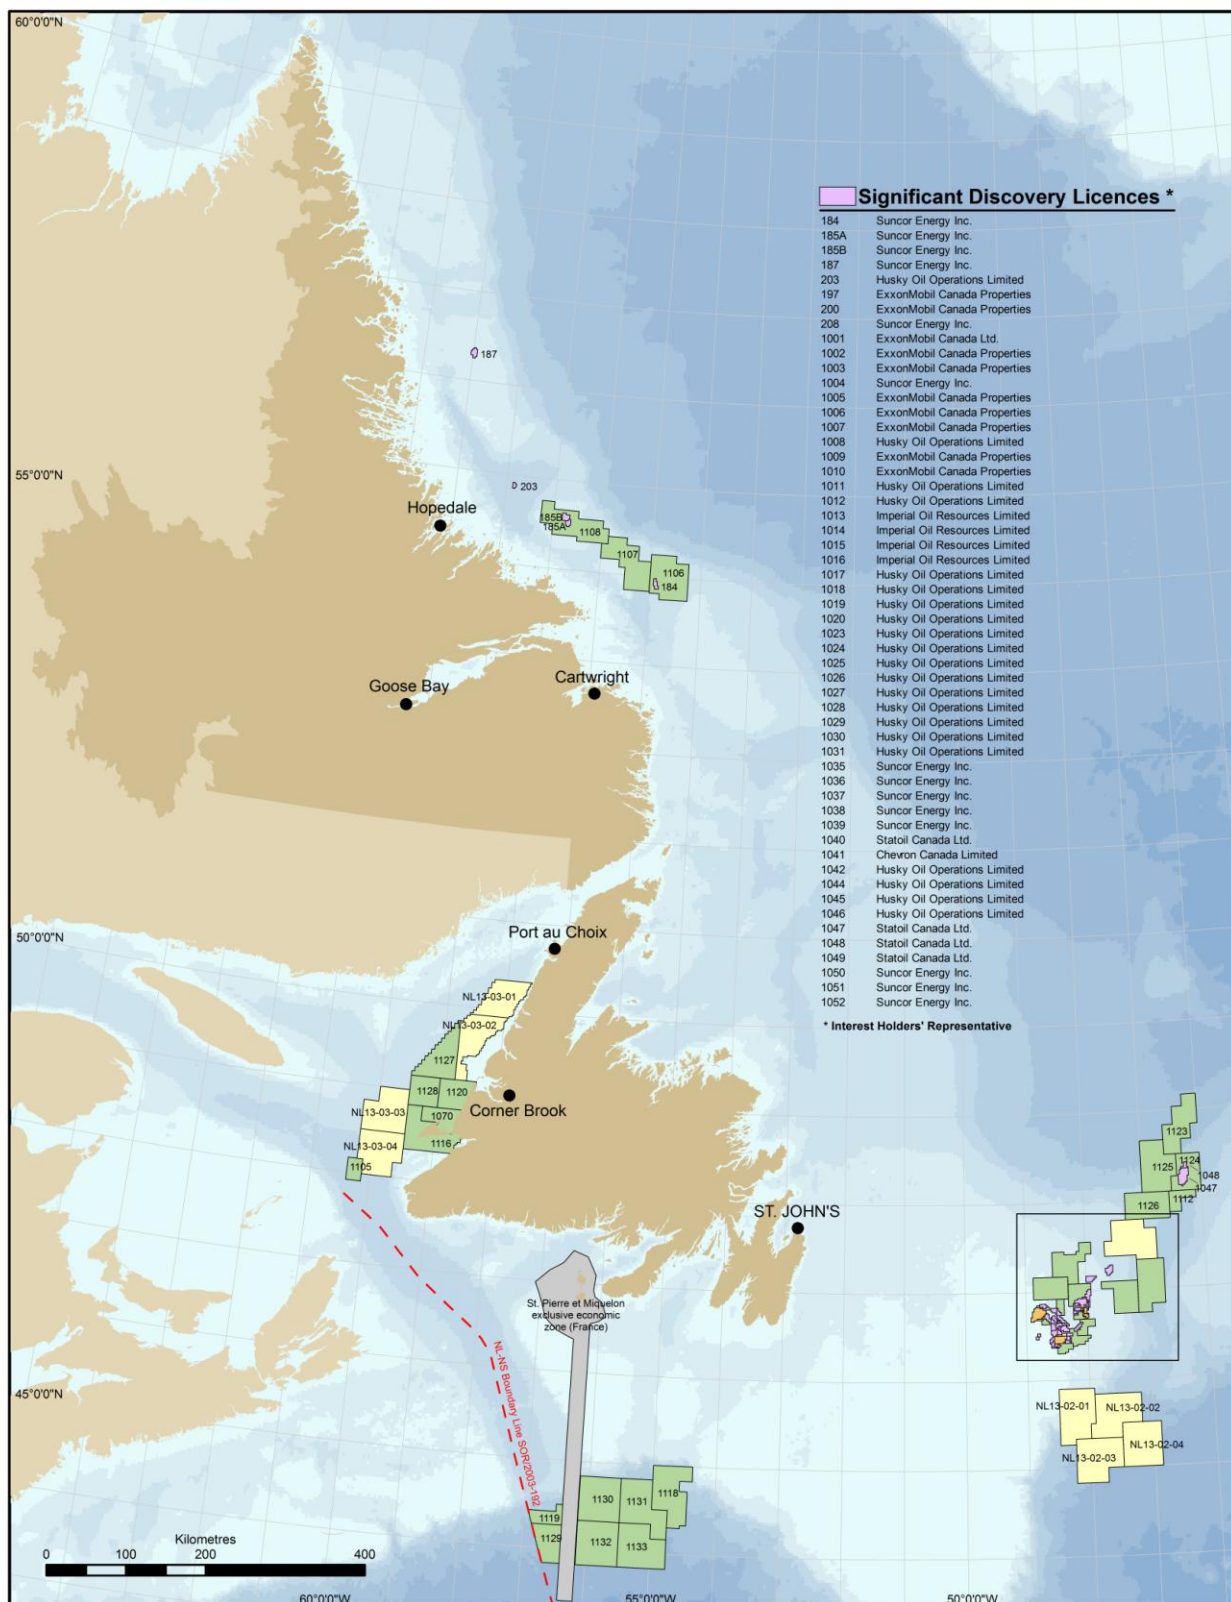 60°0'0"N
Significant Discovery Licences *
184 Suncor Energy Inc.
185A Suncor Energy Inc.
185B Suncor Energy Inc.
187 Suncor Energy Inc.
203 Husky Oil Operations Limited
197 ExxonMobil Canada Properties
200 ExxonMobil Canada Properties
208 Suncor Energy Inc.
1001 ExxonMobil Canada Ltd.
1002 ExxonMobil Canada Properties
1003 ExxonMobil Canada Properties
1004 Suncor Energy Inc.
1005 ExxonMobil Canada Properties
1006 ExxonMobil Canada Properties
1007 ExxonMobil Canada Properties
1008 Husky Oil Operations Limited
1009 ExxonMobil Canada Properties
1010 ExxonMobil Canada Properties
1011 Husky Oil Operations Limited
1012 Husky Oil Operations Limited
1013 Imperial Oil Resources Limited
1014 Imperial Oil Resources Limited
1015 Imperial Oil Resources Limited
1016 Imperial Oil Resources Limited
1017 Husky Oil Operations Limited
1018 Husky Oil Operations Limited
1019 Husky Oil Operations Limited
1020 Husky Oil Operations Limited
1023 Husky Oil Operations Limited
1024 Husky Oil Operations Limited
1025 Husky Oil Operations Limited
1026 Husky Oil Operations Limited
1027 Husky Oil Operations Limited
1028 Husky Oil Operations Limited
1029 Husky Oil Operations Limited
1030 Husky Oil Operations Limited
1031 Husky Oil Operations Limited
1035 Suncor Energy Inc.
1036 Suncor Energy Inc.
1037 Suncor Energy Inc.
1038 Suncor Energy Inc.
1039 Suncor Energy Inc.
1040 Statoil Canada Ltd.
1041 Chevron Canada Limited
1042 Husky Oil Operations Limited
1044 Husky Oil Operations Limited
1045 Husky Oil Operations Limited
1046 Husky Oil Operations Limited
1047 Statoil Canada Ltd.
1048 Statoil Canada Ltd.
1049 Statoil Canada Ltd.
1050 Suncor Energy Inc.
1051 Suncor Energy Inc.
1052 Suncor Energy Inc.
* Interest Holders' Representative
187
55°0'0"N
203
Hopedale
185B
185A
1108
1107
1106
184
Goose Bay
Cartwright
50°0'0"N
Port au Choix
NL13-03-01
NL13-03-02
1127
1128
1120
1070
Corner Brook
NL13-03-03
NL13-03-04
1116
1105
1123
1124
1125
1048
1047
1112
1126
ST. JOHN'S
St. Pierre et Miquelon
exclusive economic
zone (France)
NL-NS Boundary Line SOR/2003-192
45°0'0"N
NL13-02-01
NL13-02-02
NL13-02-03
NL13-02-04
1130
1131
1118
1119
1129
1132
1133
Kilometres
0 100 200 400
60°0'0"W
55°0'0"W
50°0'0"W